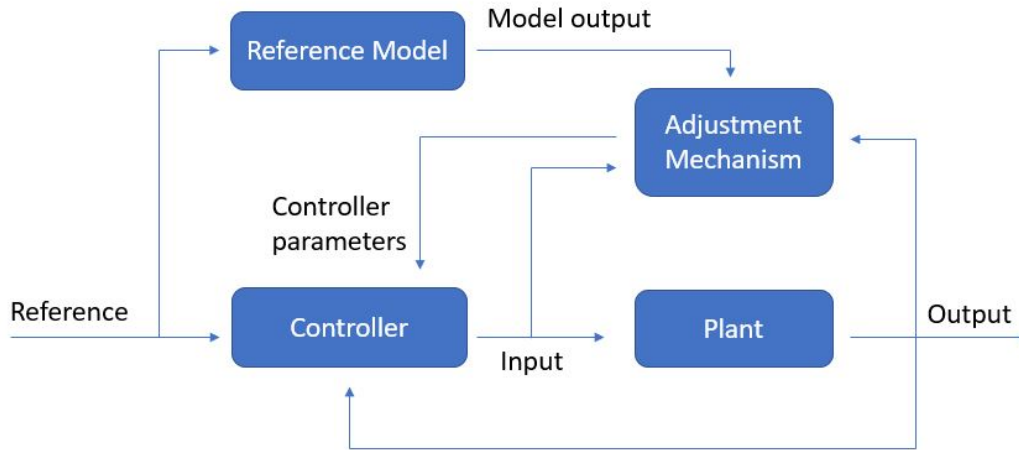 Model output
Reference Model
Adjustment
Mechanism
Controller
parameters
Reference
Controller
Input
Plant
Output